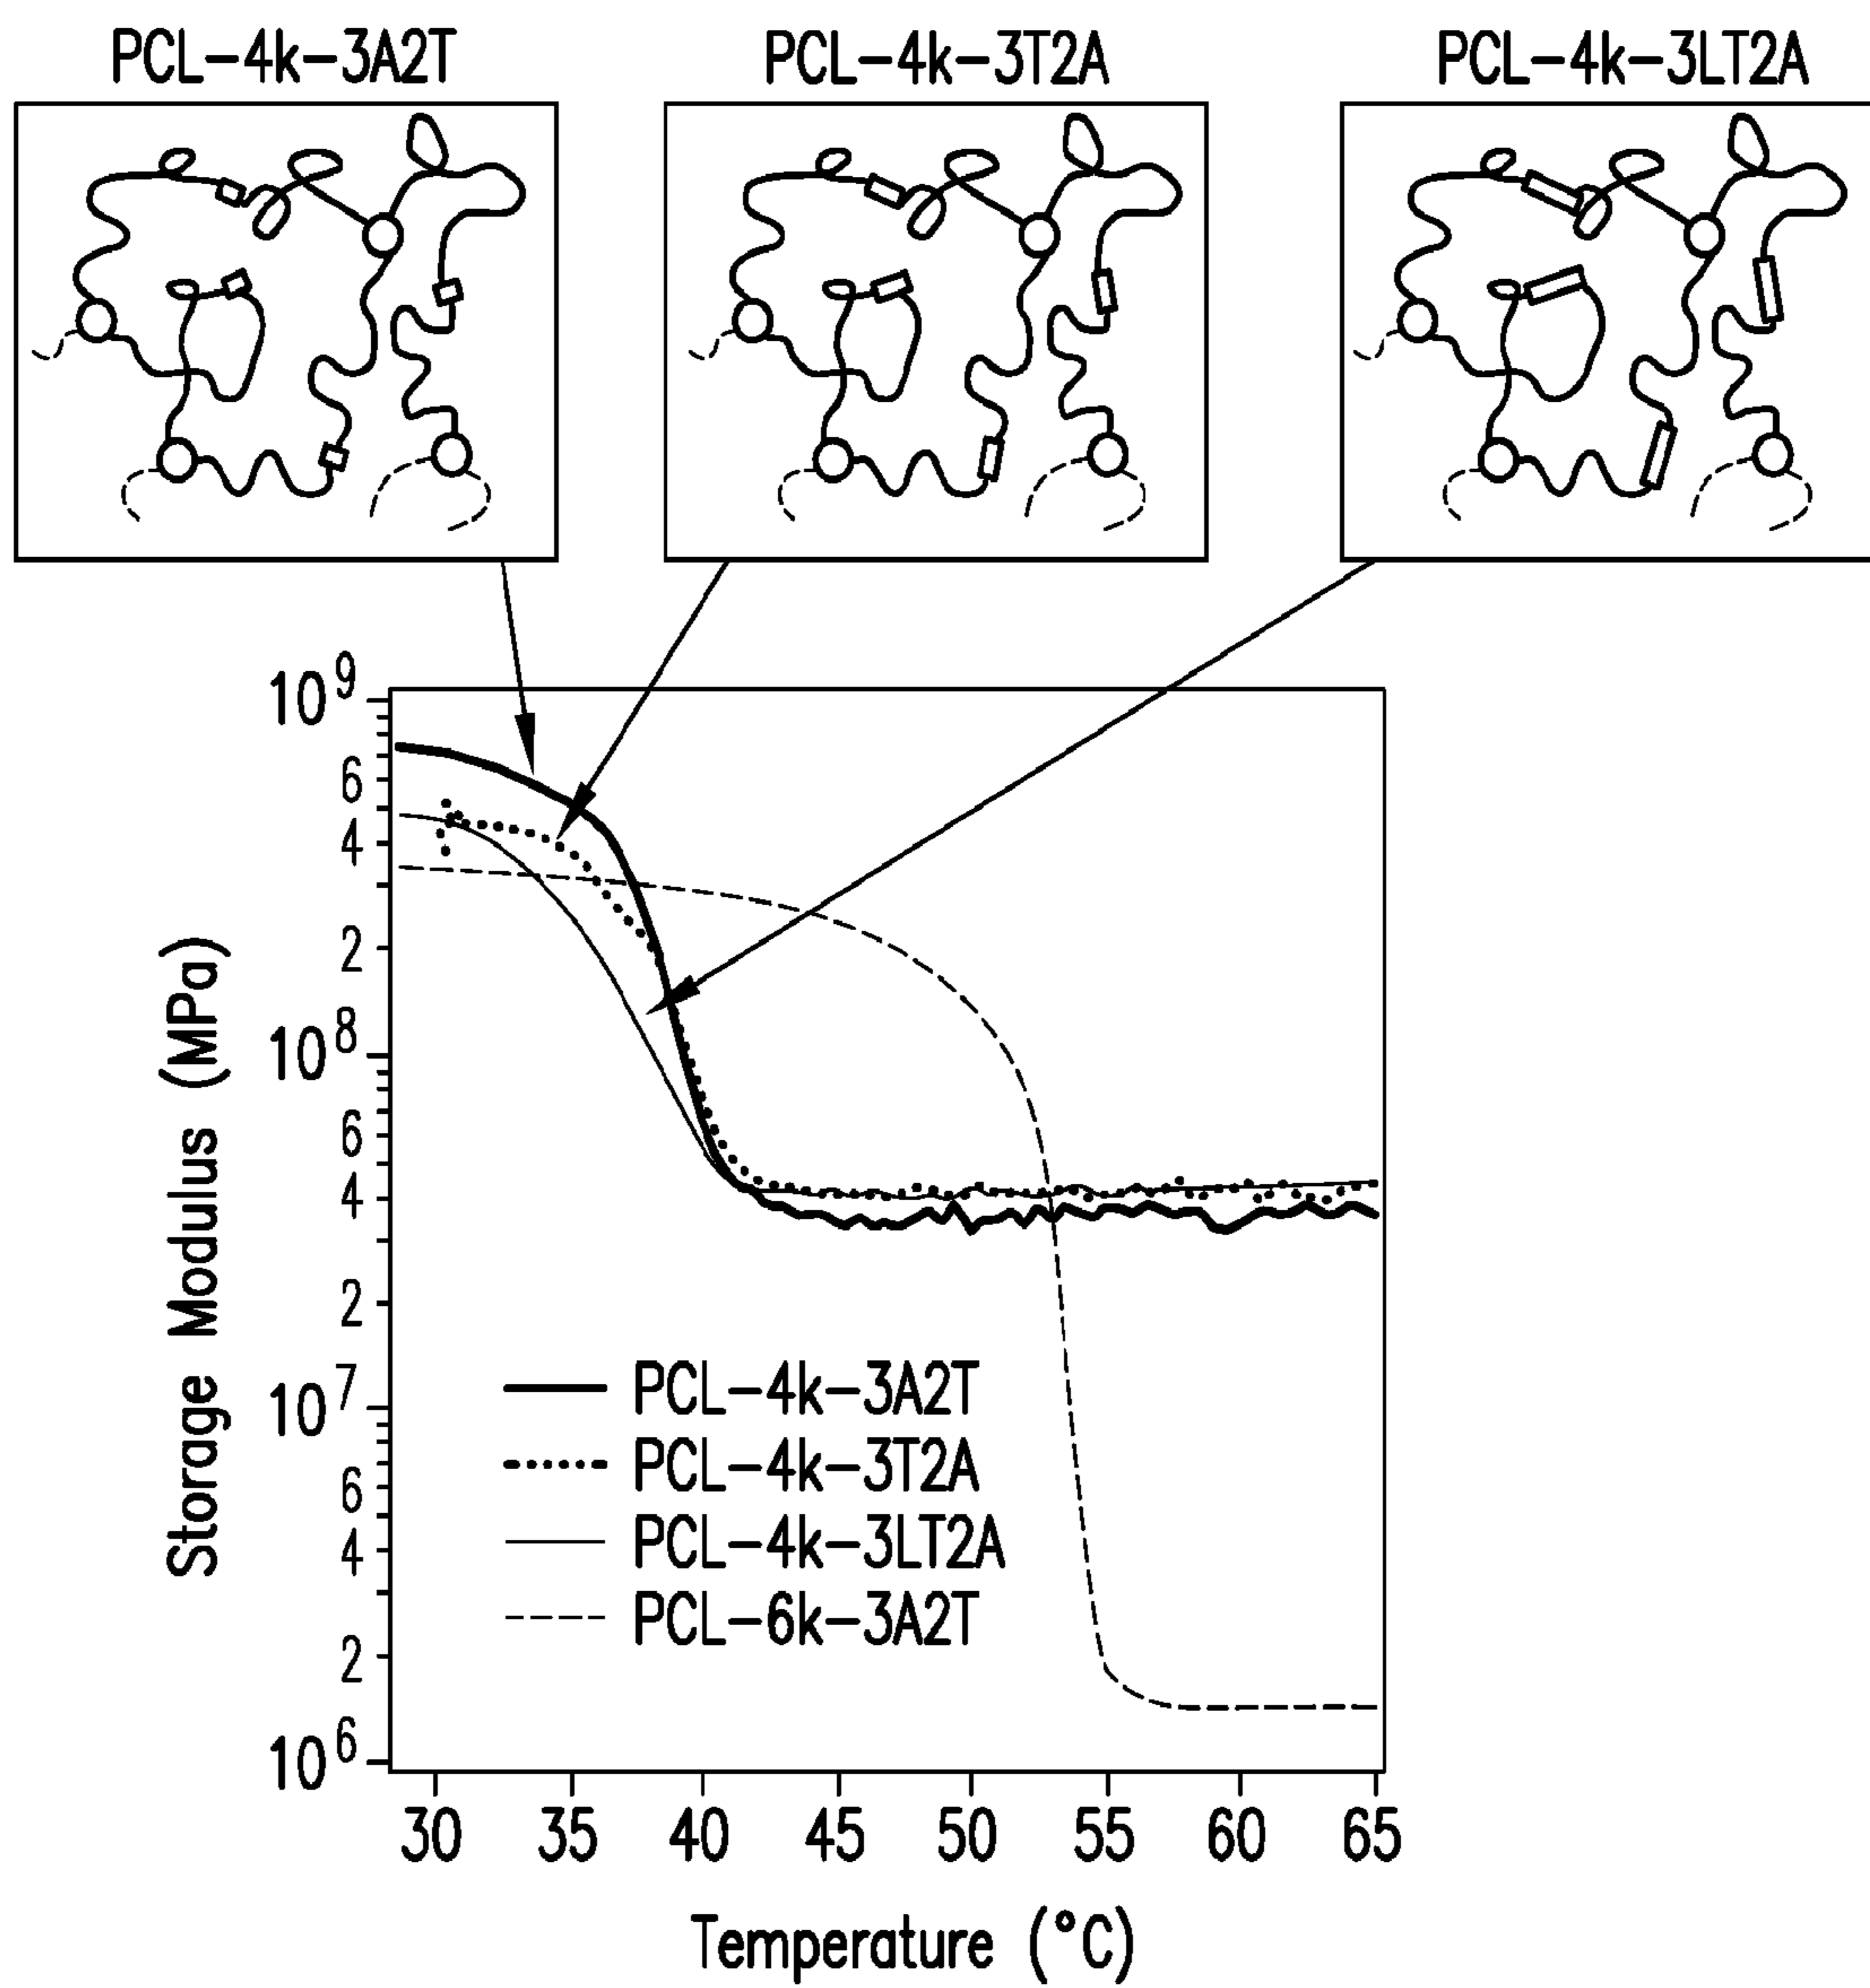 PCL-4k-3A2T
PCL-4k-3T2A
PCL-4k-3LT2A
10^9
6
4
2
10^8
6
4
2
10^7
6
4
2
10^6
Storage Modulus (MPa)
PCL-4k-3A2T
PCL-4k-3T2A
PCL-4k-3LT2A
PCL-6k-3A2T
30 35 40 45 50 55 60 65
Temperature (°C)